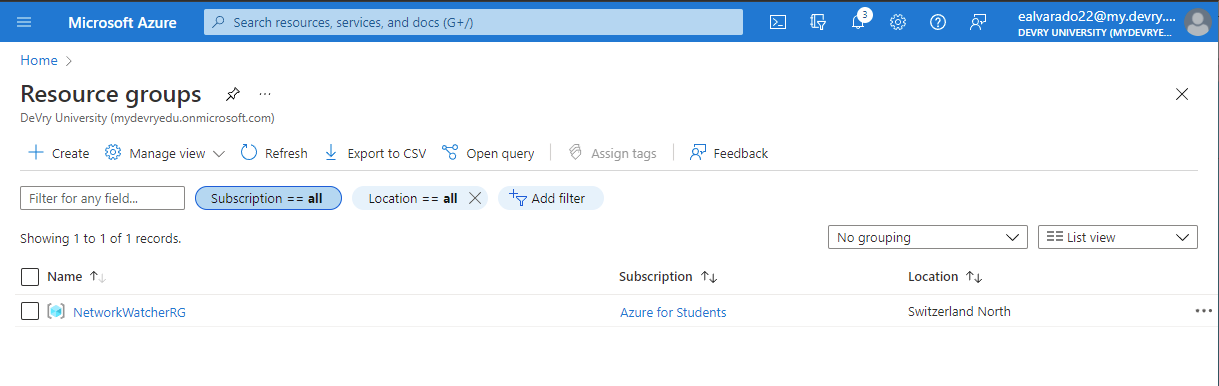 Microsoft Azure
Search resources, services, and docs (G+/)
3
ealvarado22@my.devry....
DEVRY UNIVERSITY (MYDEVRYE...
Home
Resource groups
DeVry University (mydevryedu.onmicrosoft.com)
Create
Manage view
Refresh
Export to CSV
Open query
Assign tags
Feedback
Filter for any field...
Subscription == all
Location == all
Add filter
Showing 1 to 1 of 1 records.
No grouping
List view
Name
Subscription
Location
NetworkWatcherRG
Azure for Students
Switzerland North